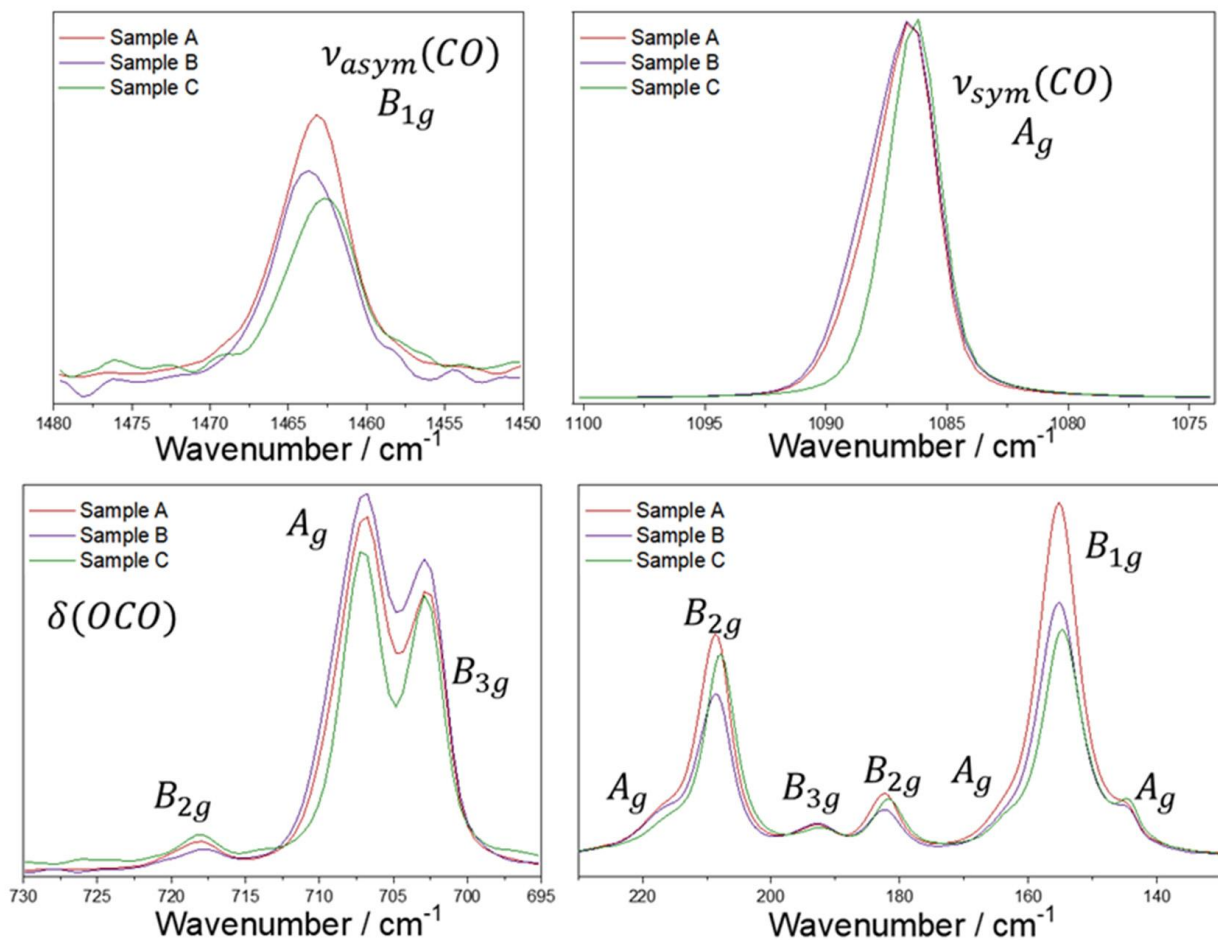 Sample A
Sample B
Sample C
ν_asym(CO)
B_1g
1480 1475 1470 1465 1460 1455 1450
Wavenumber / cm⁻¹
Sample A
Sample B
Sample C
ν_sym(CO)
A_g
1100 1095 1090 1085 1080 1075
Wavenumber / cm⁻¹
Sample A
Sample B
Sample C
δ(OCO)
A_g
B_3g
B_2g
730 725 720 715 710 705 700 695
Wavenumber / cm⁻¹
Sample A
Sample B
Sample C
B_1g
B_2g
A_g
B_3g
B_2g
A_g
A_g
220 200 180 160 140
Wavenumber / cm⁻¹